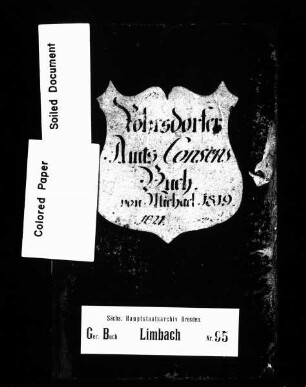 Soiled Document
Colored Paper
Röhrsdorfer
Amts Consens
Buch
von Michael. 1819.
1821.
Sächs. Hauptstaatsarchiv Dresden
Ger. Buch Limbach Nr. 95